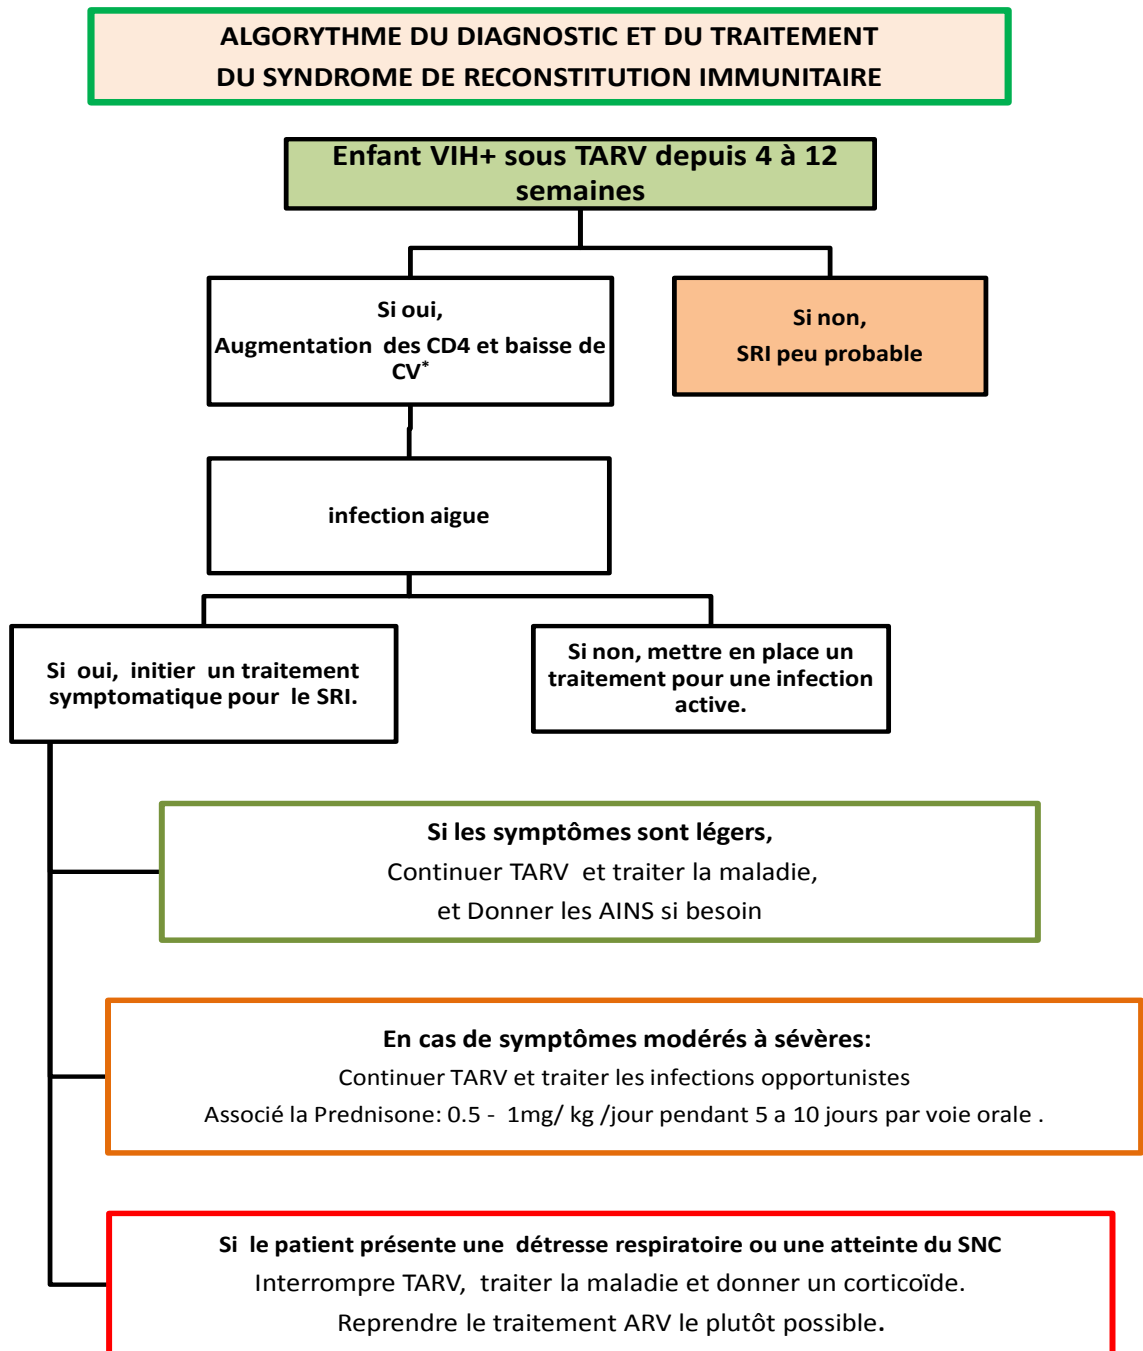 ALGORYTHME DU DIAGNOSTIC ET DU TRAITEMENT
DU SYNDROME DE RECONSTITUTION IMMUNITAIRE
Enfant VIH+ sous TARV depuis 4 à 12
semaines
Si oui,
Augmentation des CD4 et baisse de
CV*
Si non,
SRI peu probable
infection aigue
Si oui, initier un traitement
symptomatique pour le SRI.
Si non, mettre en place un
traitement pour une infection
active.
Si les symptômes sont légers,
Continuer TARV et traiter la maladie,
et Donner les AINS si besoin
En cas de symptômes modérés à sévères:
Continuer TARV et traiter les infections opportunistes
Associé la Prednisone: 0.5 - 1mg/ kg /jour pendant 5 a 10 jours par voie orale .
Si le patient présente une détresse respiratoire ou une atteinte du SNC
Interrompre TARV, traiter la maladie et donner un corticoïde.
Reprendre le traitement ARV le plutôt possible.